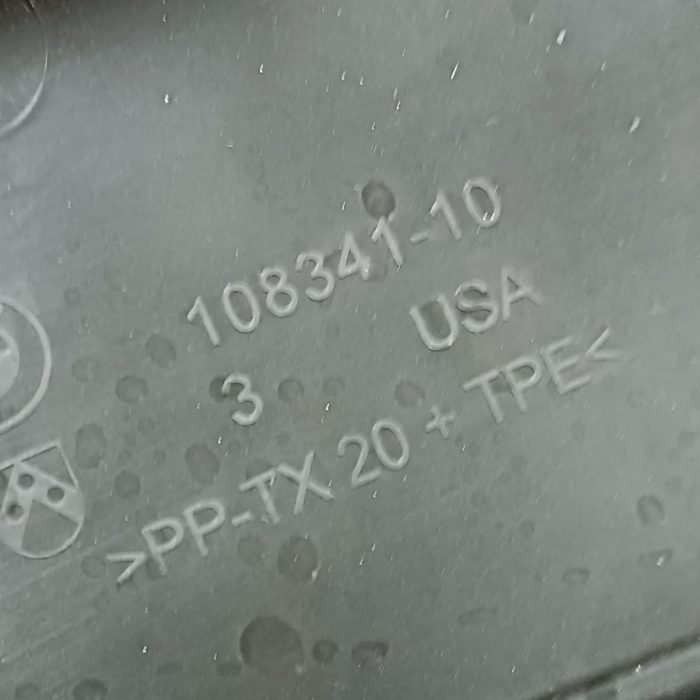 108341-10
3 USA
>PP-TX 20 + TPE<